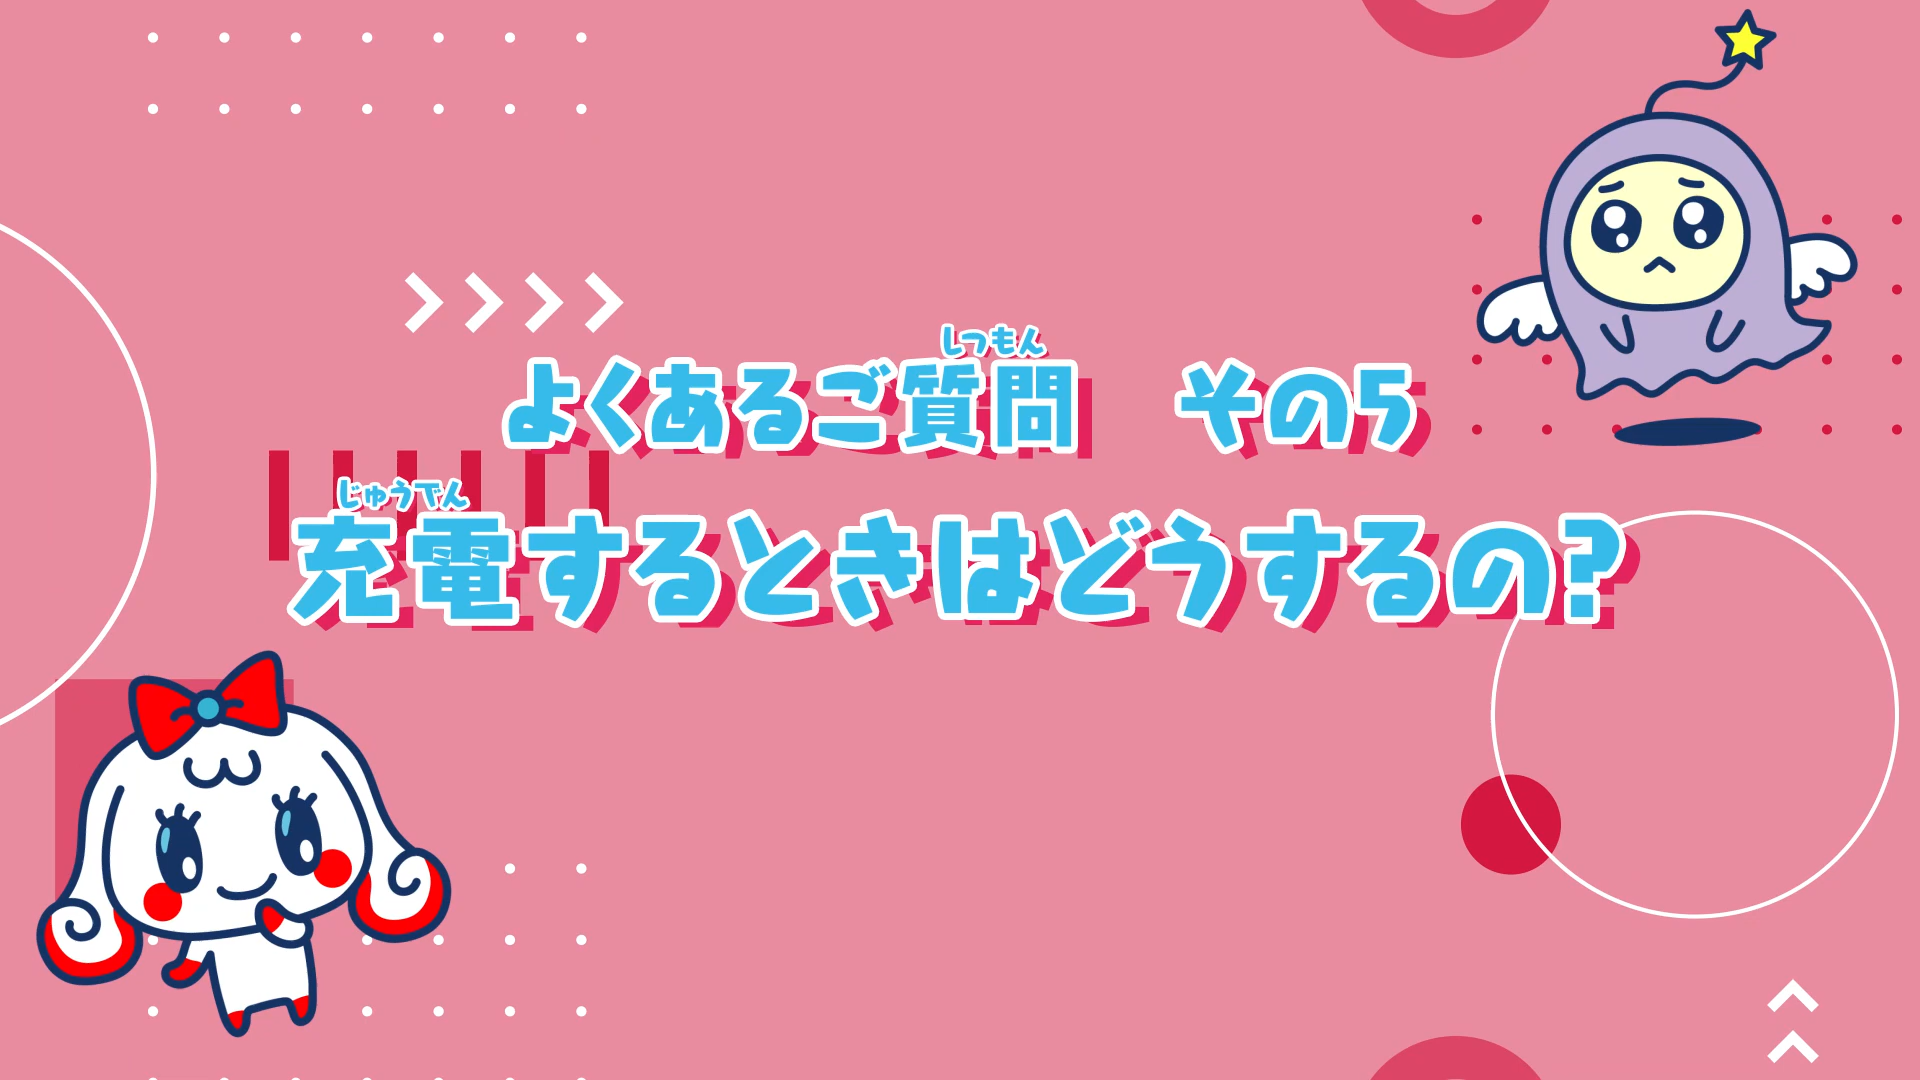 しつもん
よくあるご質問　その5
じゅうでん
充電するときはどうするの?